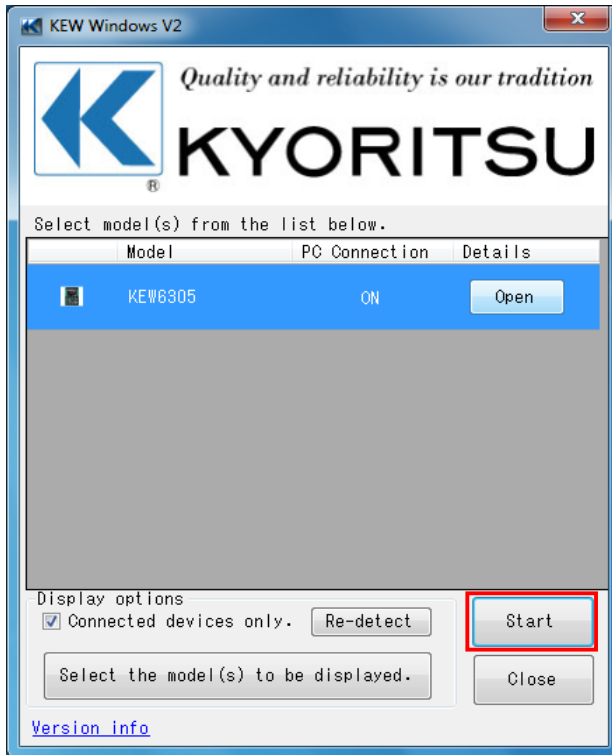 KEW Windows V2
Quality and reliability is our tradition
KYORITSU
®
Select model(s) from the list below.
Model PC Connection Details
KEW6305 ON Open
Display options
Connected devices only. Re-detect Start
Select the model(s) to be displayed. Close
Version info